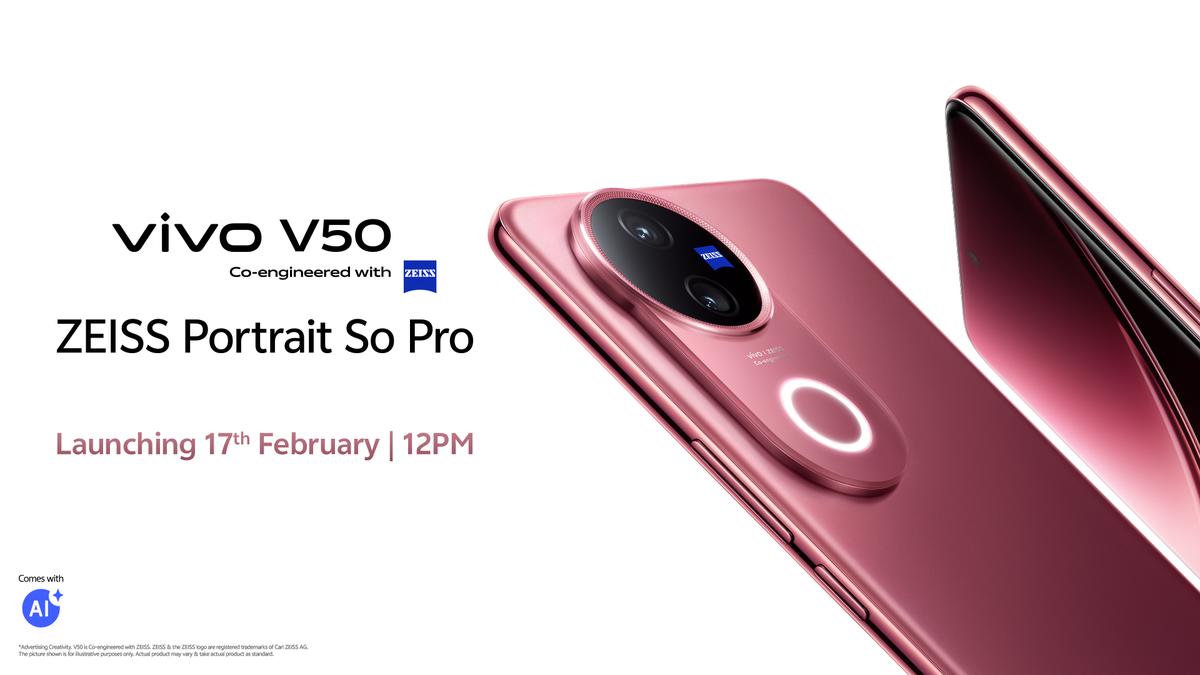 vivo V50
Co-engineered with ZEISS
ZEISS Portrait So Pro
Launching 17th February | 12PM
Comes with
AI
*Advertising Creativity. V50 is Co-engineered with ZEISS. ZEISS & the ZEISS logo are registered trademarks of Carl ZEISS AG.
The picture shown is for illustrative purposes only. Actual product may vary & take actual product as standard.
ZEISS
vivo | ZEISS